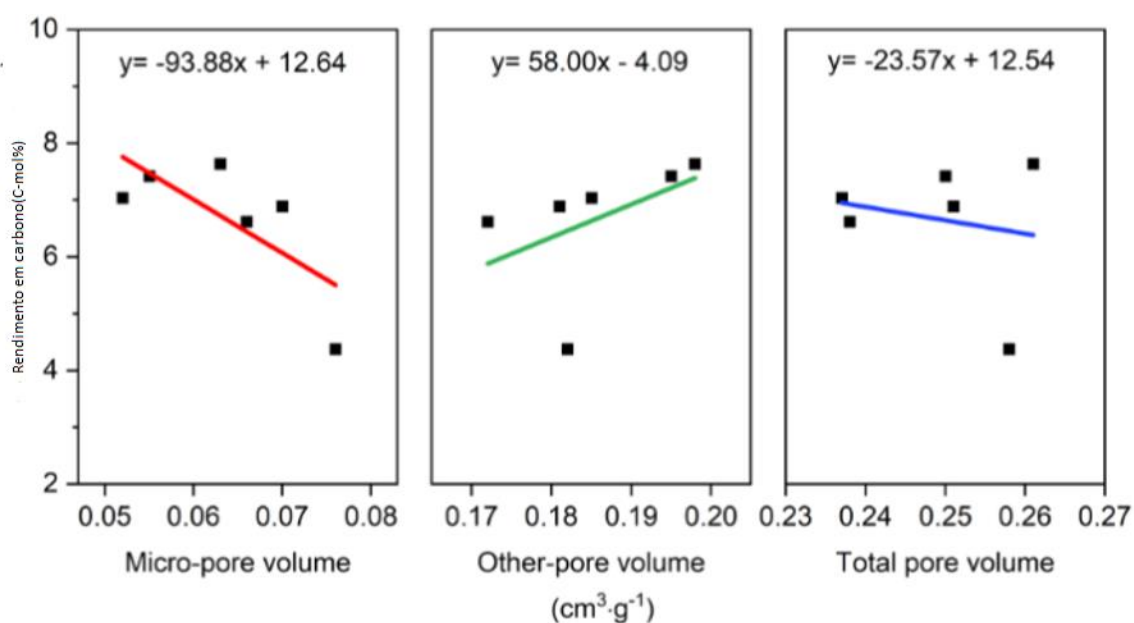 y= -93.88x + 12.64
y= 58.00x - 4.09
y= -23.57x + 12.54
Rendimento em carbono(C-mol%)
10
8
6
4
2
0.05 0.06 0.07 0.08
0.17 0.18 0.19 0.20
0.23 0.24 0.25 0.26 0.27
Micro-pore volume
Other-pore volume
Total pore volume
(cm³·g⁻¹)